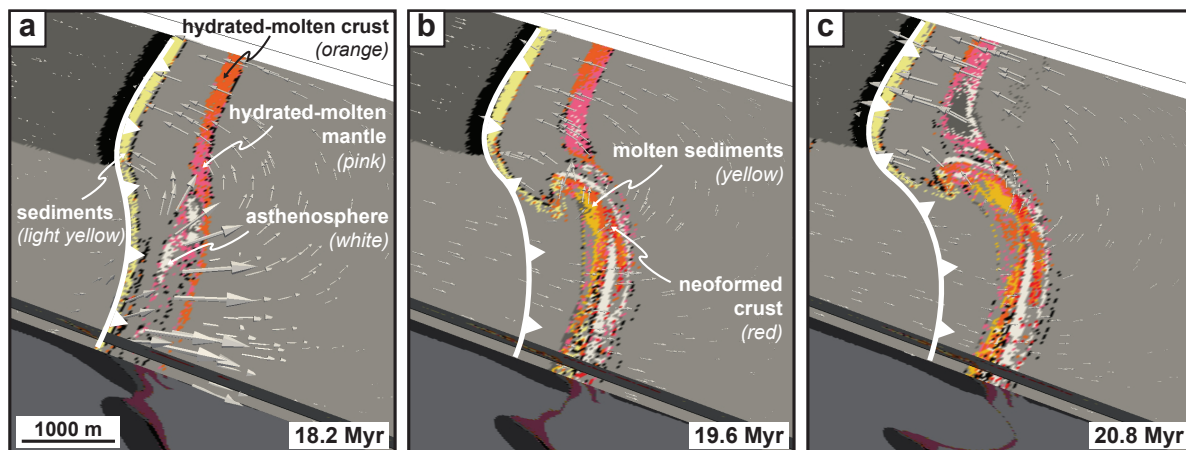 a
hydrated-molten crust
(orange)
hydrated-molten
mantle
(pink)
sediments
(light yellow)
asthenosphere
(white)
1000 m
18.2 Myr
b
molten sediments
(yellow)
neoformed
crust
(red)
19.6 Myr
c
20.8 Myr